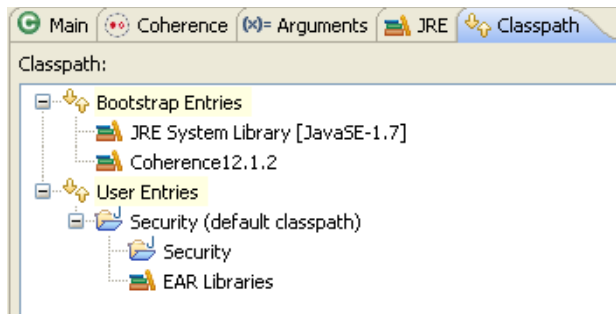 Main Coherence (x)= Arguments JRE Classpath
Classpath:
Bootstrap Entries
JRE System Library [JavaSE-1.7]
Coherence12.1.2
User Entries
Security (default classpath)
Security
EAR Libraries